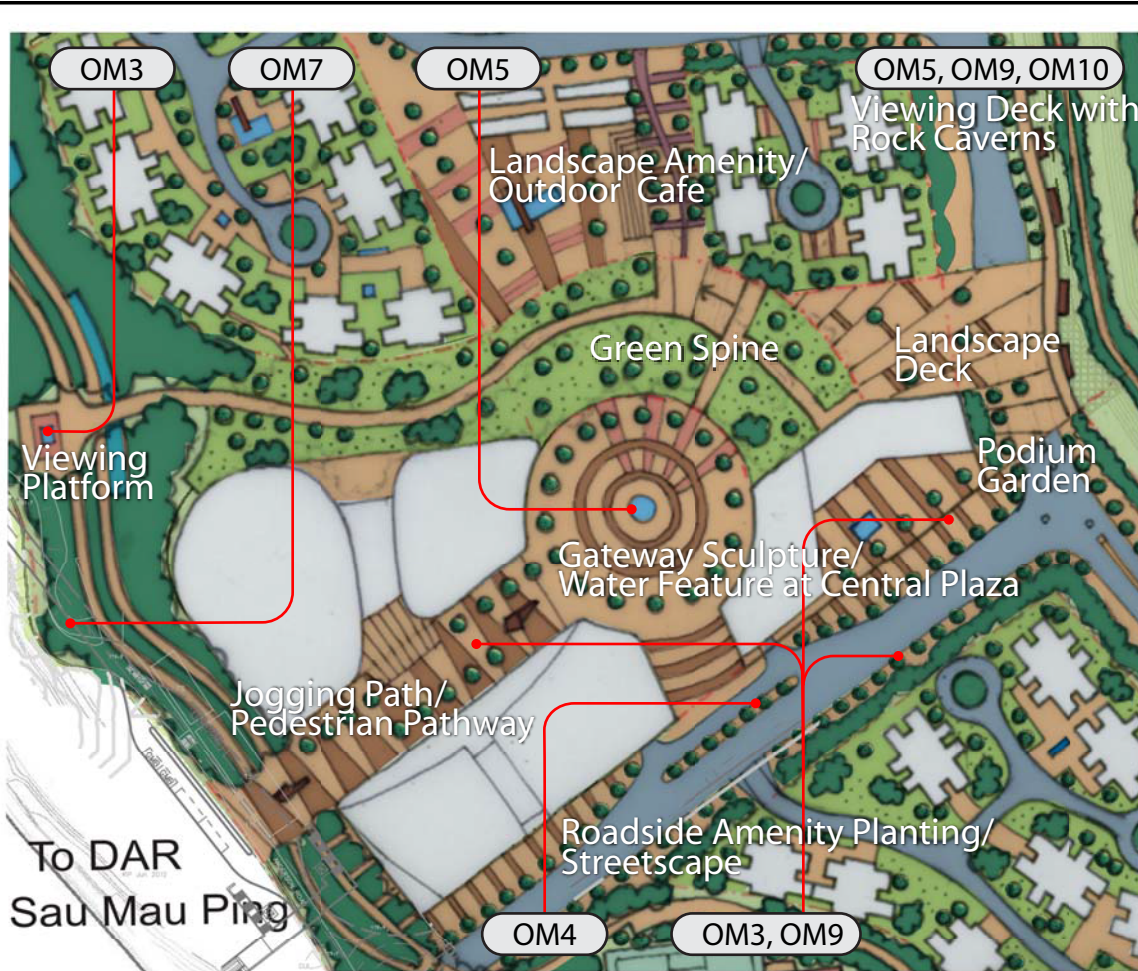 OM3
OM7
OM5
OM5, OM9, OM10
Viewing Deck with
Rock Caverns
Landscape Amenity/
Outdoor Cafe
Green Spine
Landscape
Deck
Viewing
Platform
Podium
Garden
Gateway Sculpture/
Water Feature at Central Plaza
Jogging Path/
Pedestrian Pathway
Roadside Amenity Planting/
Streetscape
To DAR
Sau Mau Ping
OM4
OM3, OM9